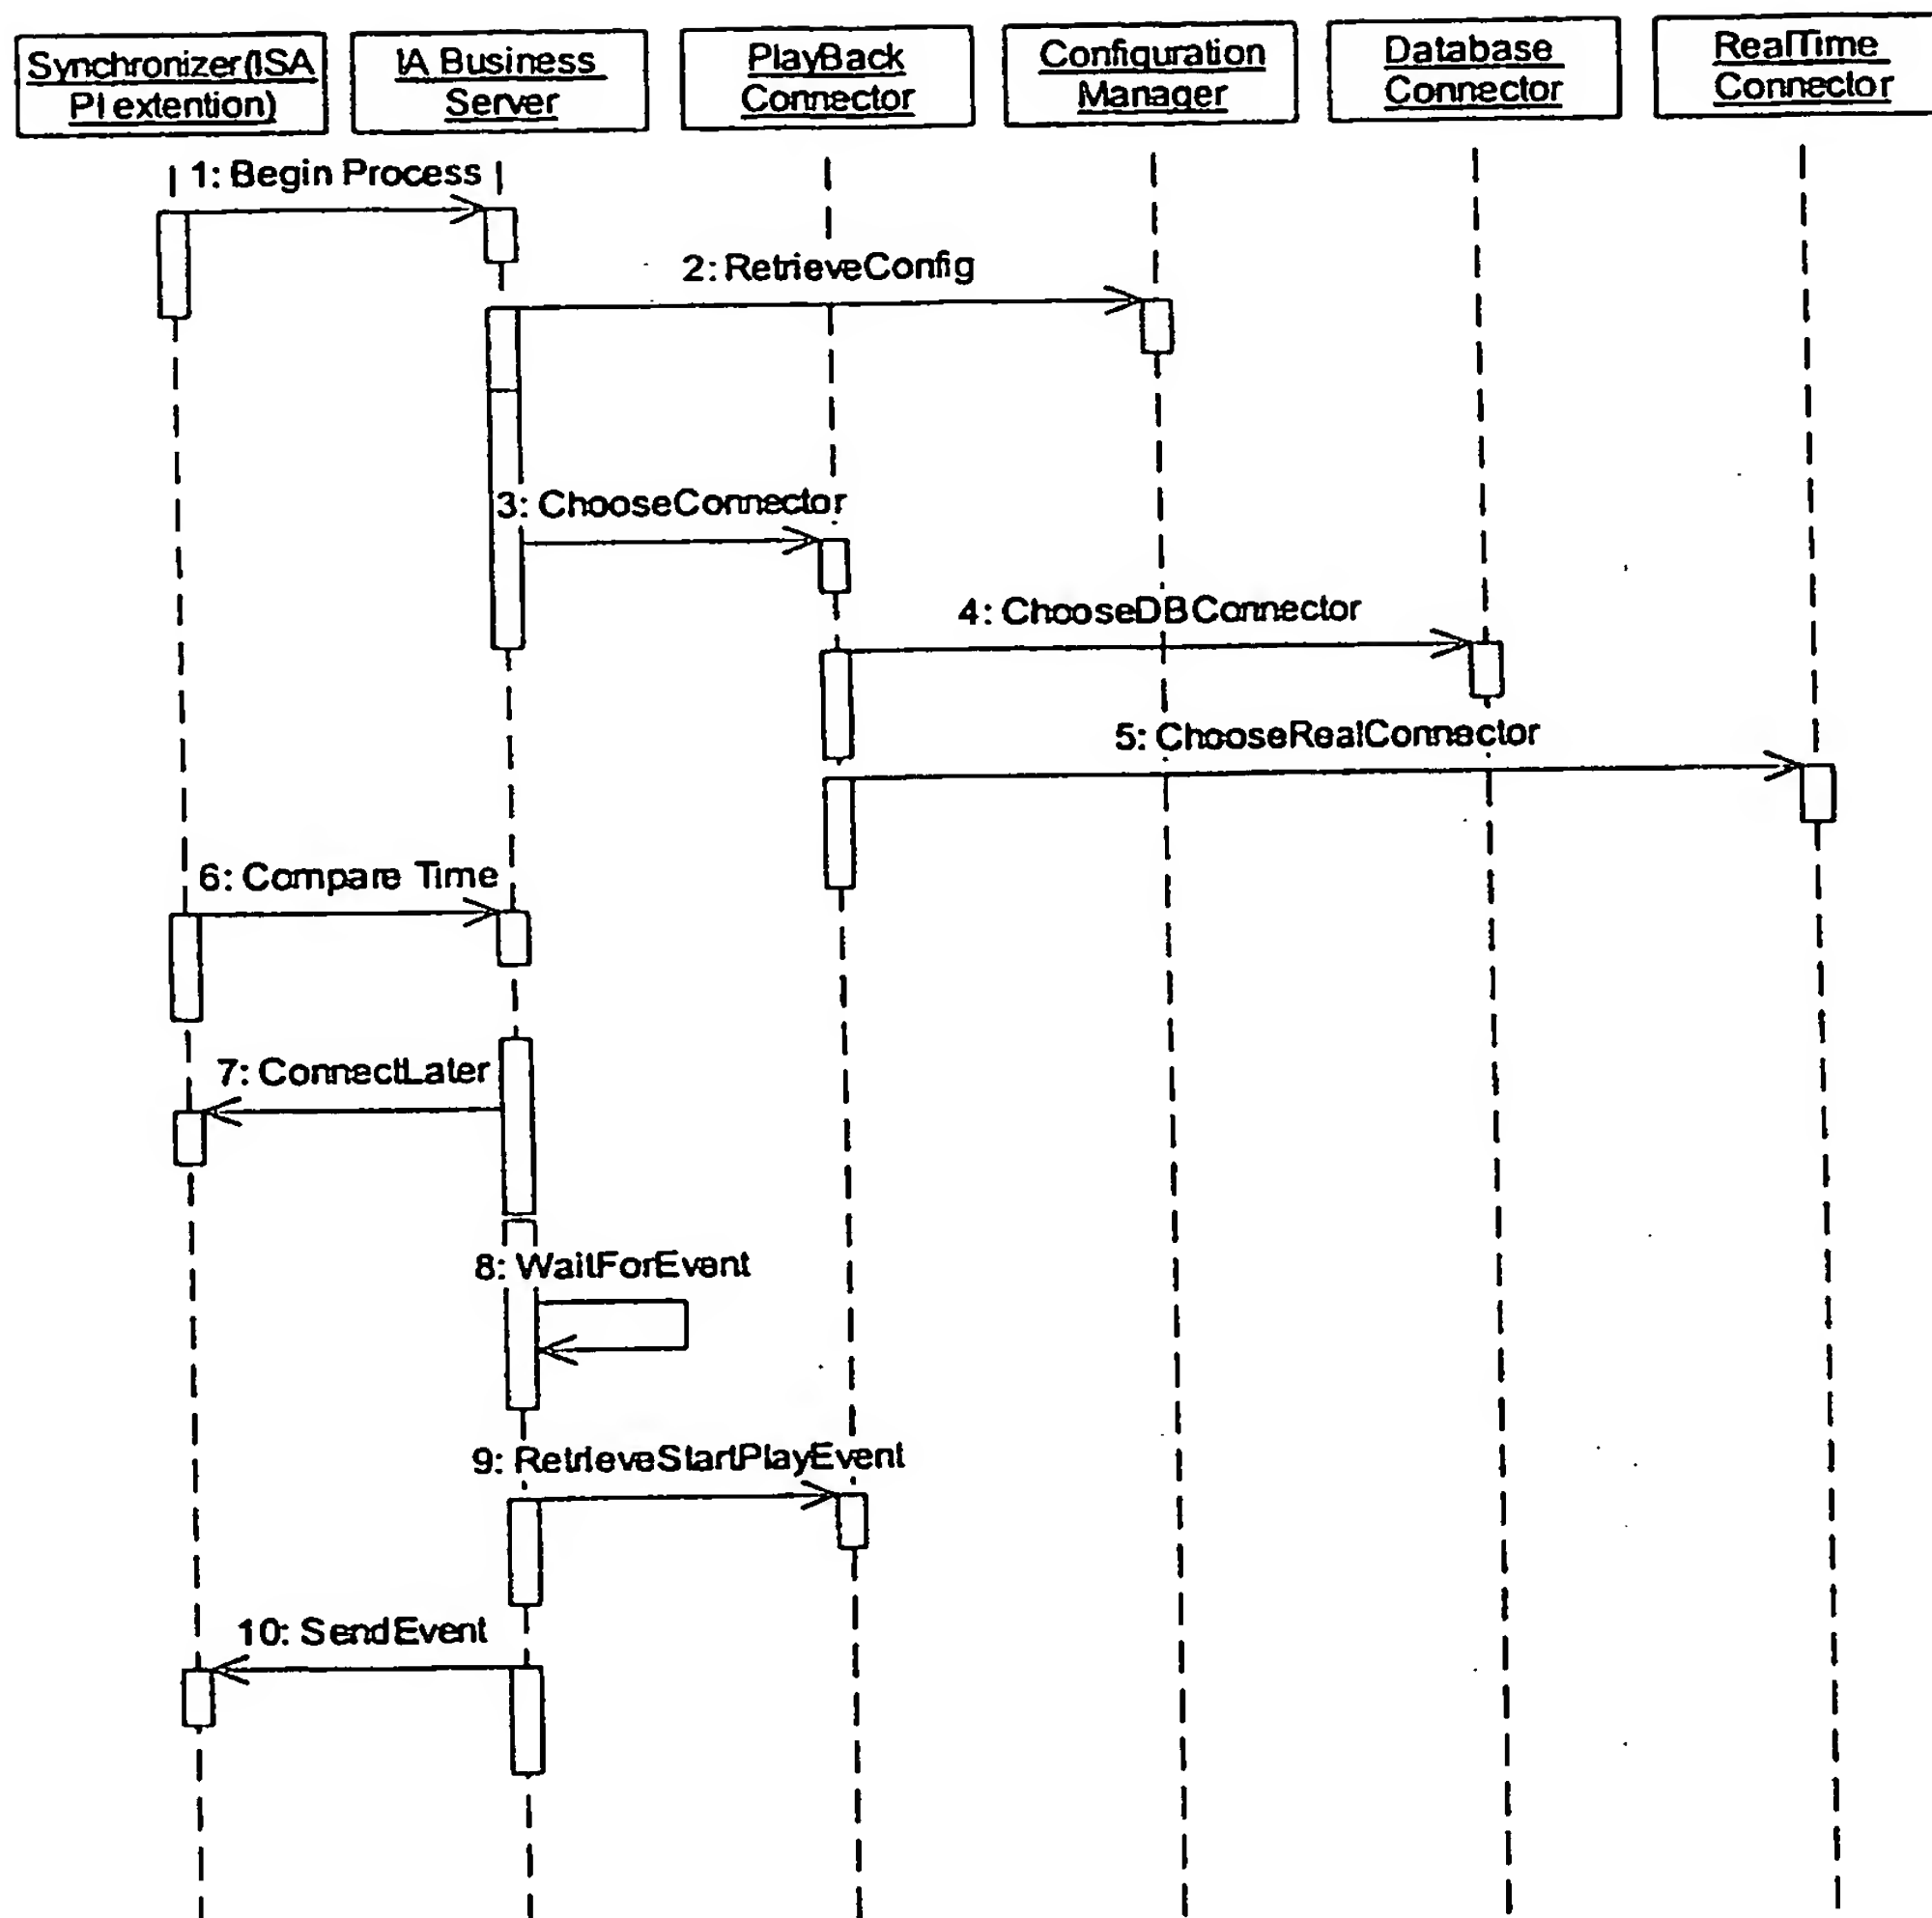 Synchronizer(ISA
PI extention)
IA Business
Server
PlayBack
Connector
Configuration
Manager
Database
Connector
RealTime
Connector
1: Begin Process
2: RetrieveConfig
3: ChooseConnector
4: ChooseDBConnector
5: ChooseRealConnector
6: Compare Time
7: ConnectLater
8: WaitForEvent
9: RetrieveStartPlayEvent
10: SendEvent